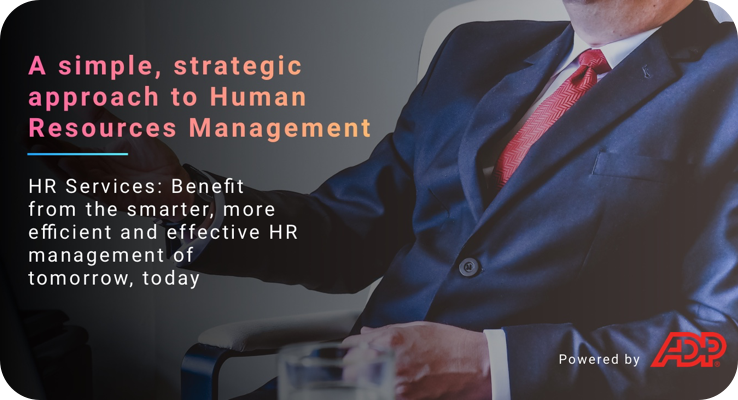 A simple, strategic
approach to Human
Resources Management
HR Services: Benefit
from the smarter, more
efficient and effective HR
management of
tomorrow, today
Powered by ADP